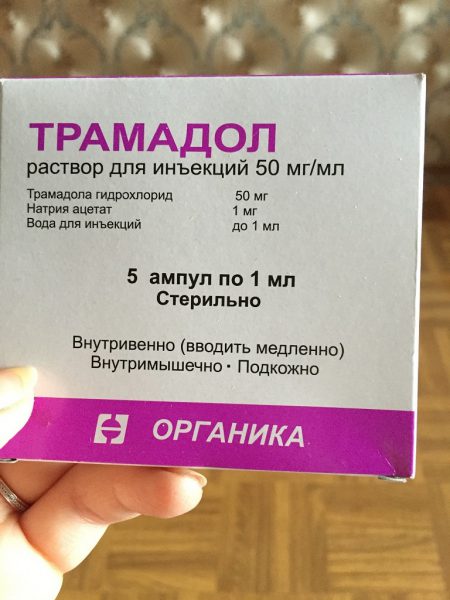 ТРАМАДОЛ
раствор для инъекций 50 мг/мл
Трамадола гидрохлорид 50 мг
Натрия ацетат 1 мг
Вода для инъекций до 1 мл
5 ампул по 1 мл
Стерильно
Внутривенно (вводить медленно)
Внутримышечно • Подкожно
ОРГАНИКА